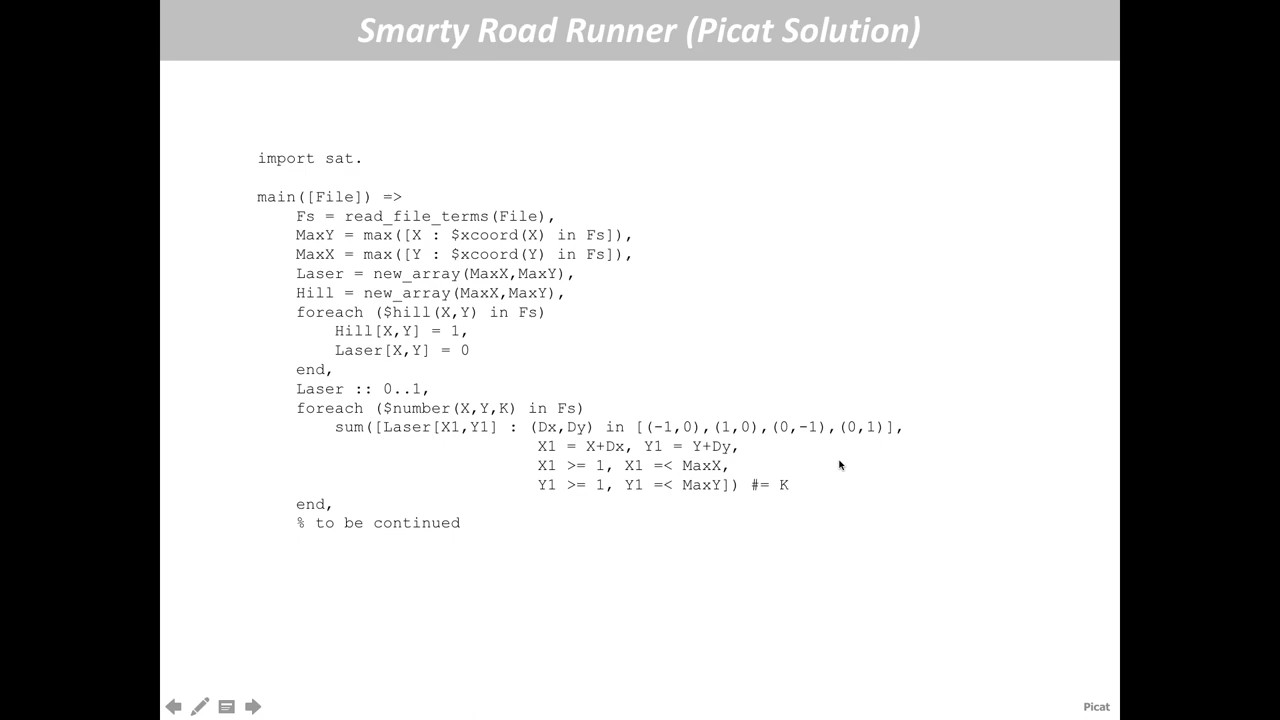 Smarty Road Runner (Picat Solution)
import sat.
main([File]) =>
Fs = read_file_terms(File),
MaxY = max([X : $xcoord(X) in Fs]),
MaxX = max([Y : $xcoord(Y) in Fs]),
Laser = new_array(MaxX,MaxY),
Hill = new_array(MaxX,MaxY),
foreach ($hill(X,Y) in Fs)
Hill[X,Y] = 1,
Laser[X,Y] = 0
end,
Laser :: 0..1,
foreach ($number(X,Y,K) in Fs)
sum([Laser[X1,Y1] : (Dx,Dy) in [(-1,0),(1,0),(0,-1),(0,1)],
X1 = X+Dx, Y1 = Y+Dy,
X1 >= 1, X1 =< MaxX,
Y1 >= 1, Y1 =< MaxY]) #= K
end,
% to be continued
Picat